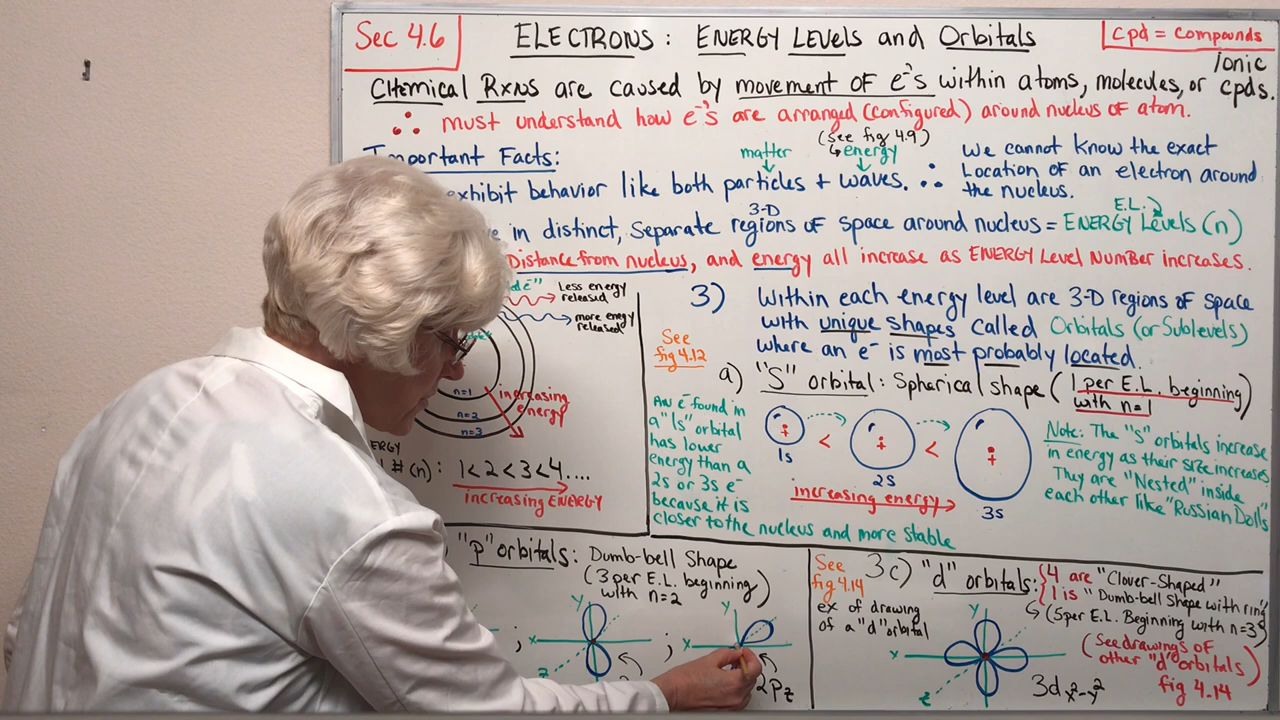 Sec 4.6
ELECTRONS: ENERGY LEVELS and Orbitals
cpd = compounds
CHemical RxNs are caused by movement OF e⁻'s within atoms, molecules, or Ionic cpds.
∴ must understand how e⁻'s are arranged (configured) around nucleus OF atom.
(see fig 4.9)
Important Facts:
matter
↳energy
exhibit behavior like both particles + waves. ∴
We cannot know the exact
Location of an electron around
the nucleus.
3-D
E.L.
in distinct, separate regions OF space around nucleus = ENERGY Levels (n)
Distance from nucleus, and energy all increase as ENERGY Level NumBer increases.
Less energy
released
more enegy
released
n=1
n=2
n=3
increasing
energy
# (n): 1<2<3<4....
increasing ENERGY
3) Within each energy level are 3-D regions OF Space
with unique shapes called Orbitals (or Sublevels)
where an e⁻ is most probably located.
See
fig 4.12
a) "S" orbital: Spherical shape (1 per E.L. beginning
with n=1)
An e⁻ found in
a "1s" orbital
has lower
energy than a
2s or 3s e⁻
because it is
closer to the nucleus and more stable
+ < + < +
1s
2s
3s
increasing energy
Note: The "s" orbitals increase
in energy as their size increases
They are "Nested" inside
each other like "Russian Dolls"
"p" orbitals: Dumb-bell Shape
(3 per E.L. beginning
with n=2)
; x y z ; x y
2pz
See
fig 4.14
ex of drawing
of a "d" orbital
3c) "d" orbitals: {4 are "Clover-Shaped"
1 is "Dumb-bell Shape with ring
↳ (5 per E.L. Beginning with n=3)
(See drawings of
other "d" orbitals)
fig 4.14
x y z
3d x²-y²